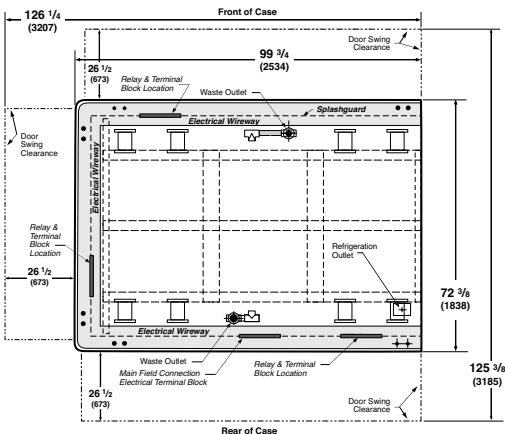 126 1/4
(3207)
Front of Case
99 3/4
(2534)
Door Swing
Clearance
26 1/2
(673)
Relay & Terminal
Block Location
Waste Outlet
Splashguard
Electrical Wireway
Door
Swing
Clearance
Electrical Wireway
Relay &
Terminal
Block
Location
Refrigeration
Outlet
26 1/2
(673)
72 3/8
(1838)
Electrical Wireway
Waste Outlet
Main Field Connection
Electrical Terminal Block
Relay & Terminal
Block Location
125 3/8
(3185)
26 1/2
(673)
Door Swing
Clearance
Rear of Case